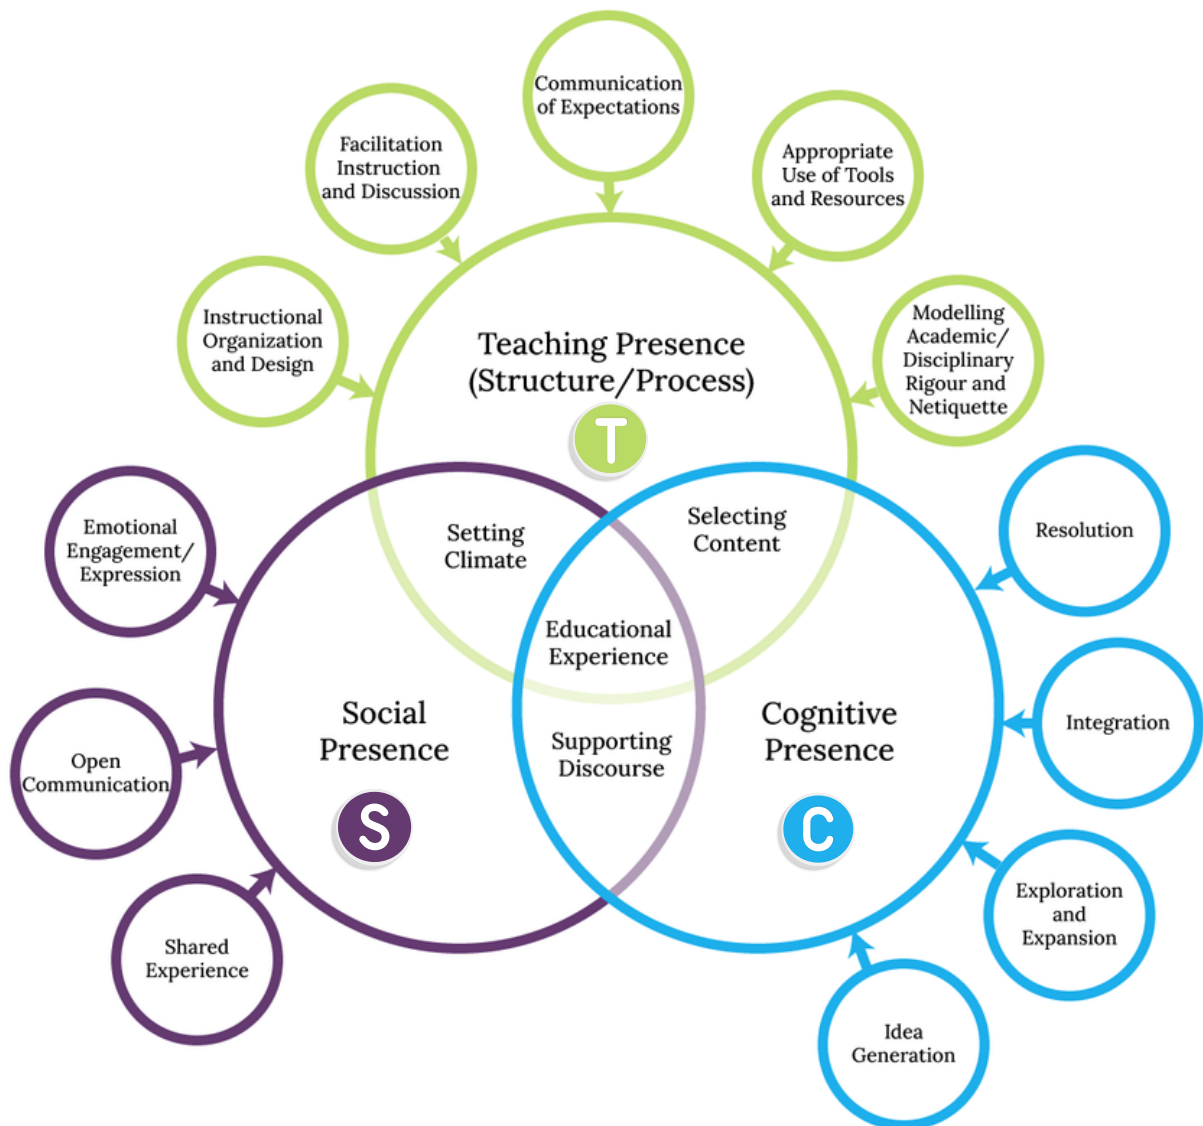 Communication
of Expectations
Facilitation
Instruction
and Discussion
Appropriate
Use of Tools
and Resources
Instructional
Organization
and Design
Modelling
Academic/
Disciplinary
Rigour and
Netiquette
Teaching Presence
(Structure/Process)
T
Emotional
Engagement/
Expression
Setting
Climate
Selecting
Content
Resolution
Educational
Experience
Social
Presence
S
Cognitive
Presence
C
Supporting
Discourse
Open
Communication
Integration
Shared
Experience
Exploration
and
Expansion
Idea
Generation